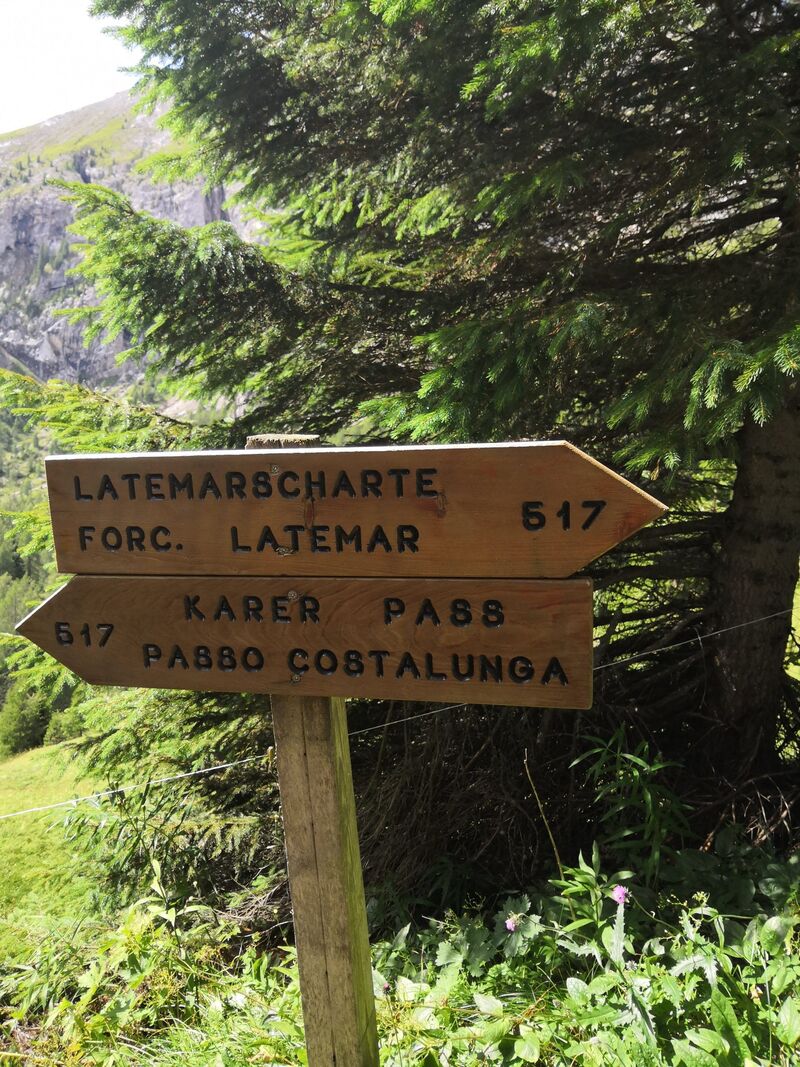 LATEMARSCHARTE
FORC. LATEMAR 517
KARER PASS
517 PASSO COSTALUNGA